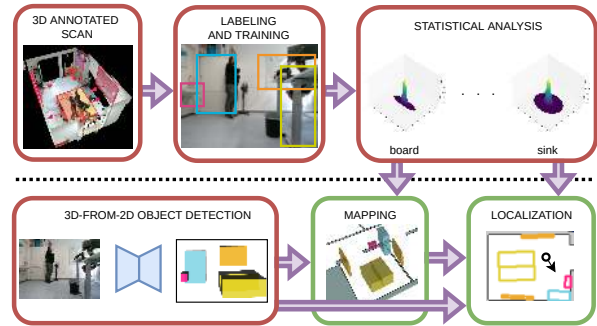 3D ANNOTATED
SCAN
LABELING
AND TRAINING
STATISTICAL ANALYSIS
. . .
board
sink
3D-FROM-2D OBJECT DETECTION
MAPPING
LOCALIZATION